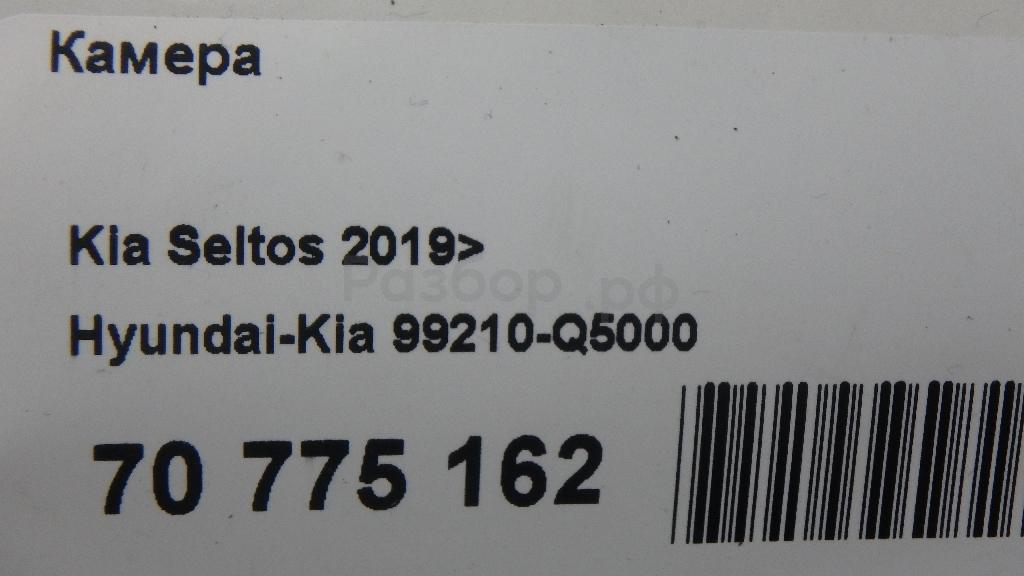 Камера
Kia Seltos 2019>
Разбор.рф
Hyundai-Kia 99210-Q5000
70 775 162